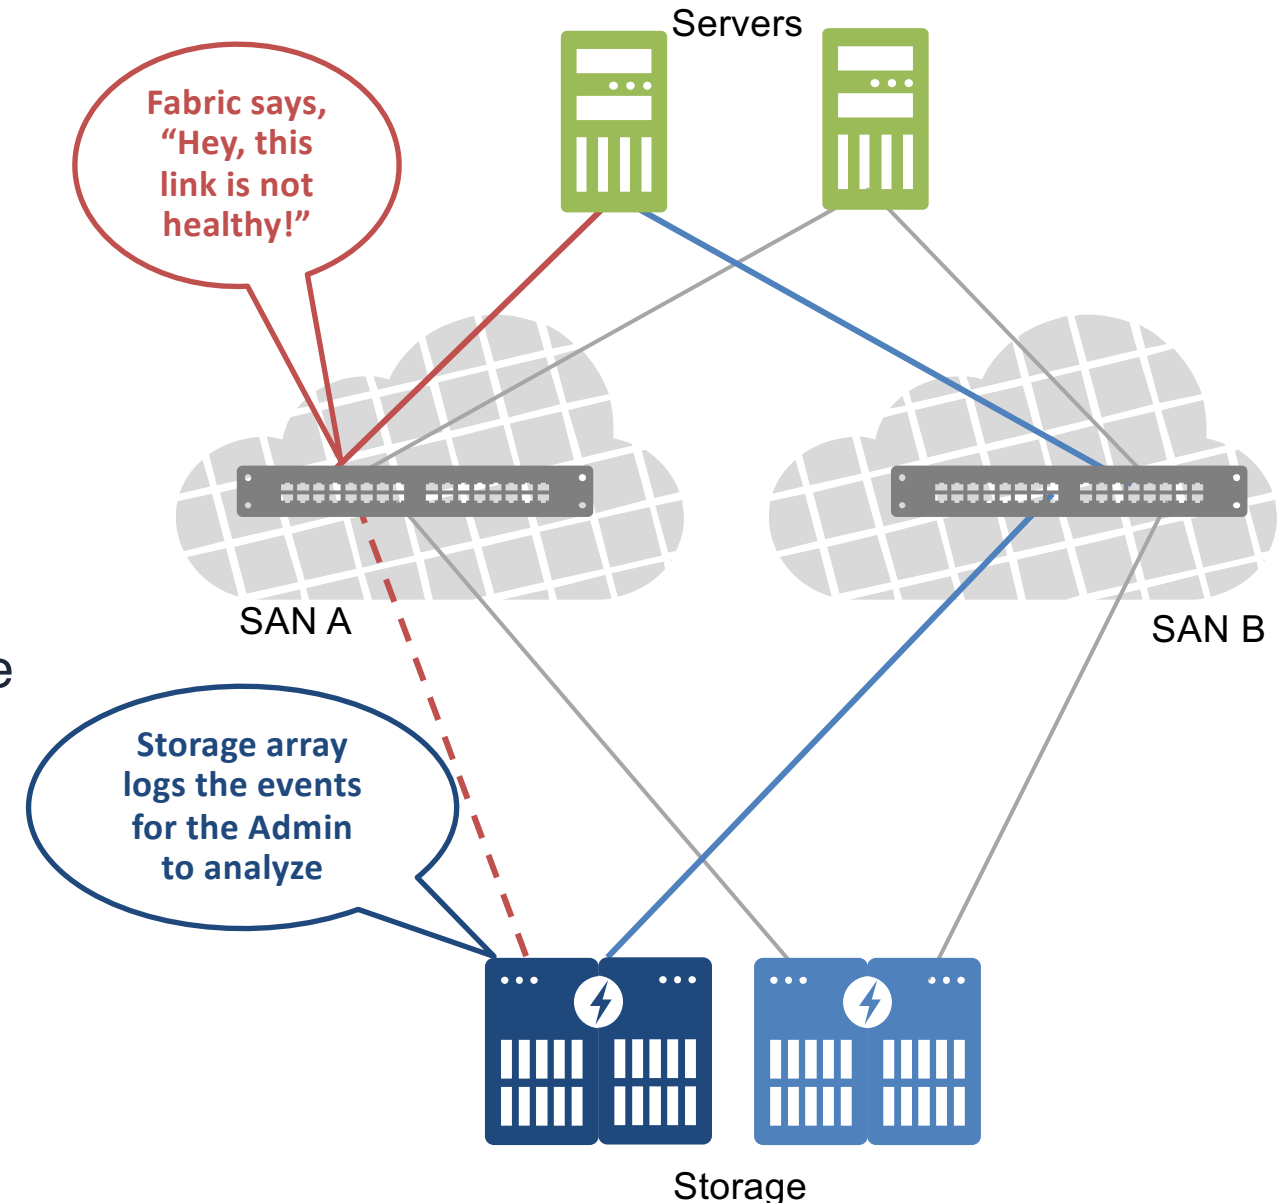 Servers
Fabric says,
“Hey, this
link is not
healthy!”
SAN A
SAN B
e
Storage array
logs the events
for the Admin
to analyze
Storage